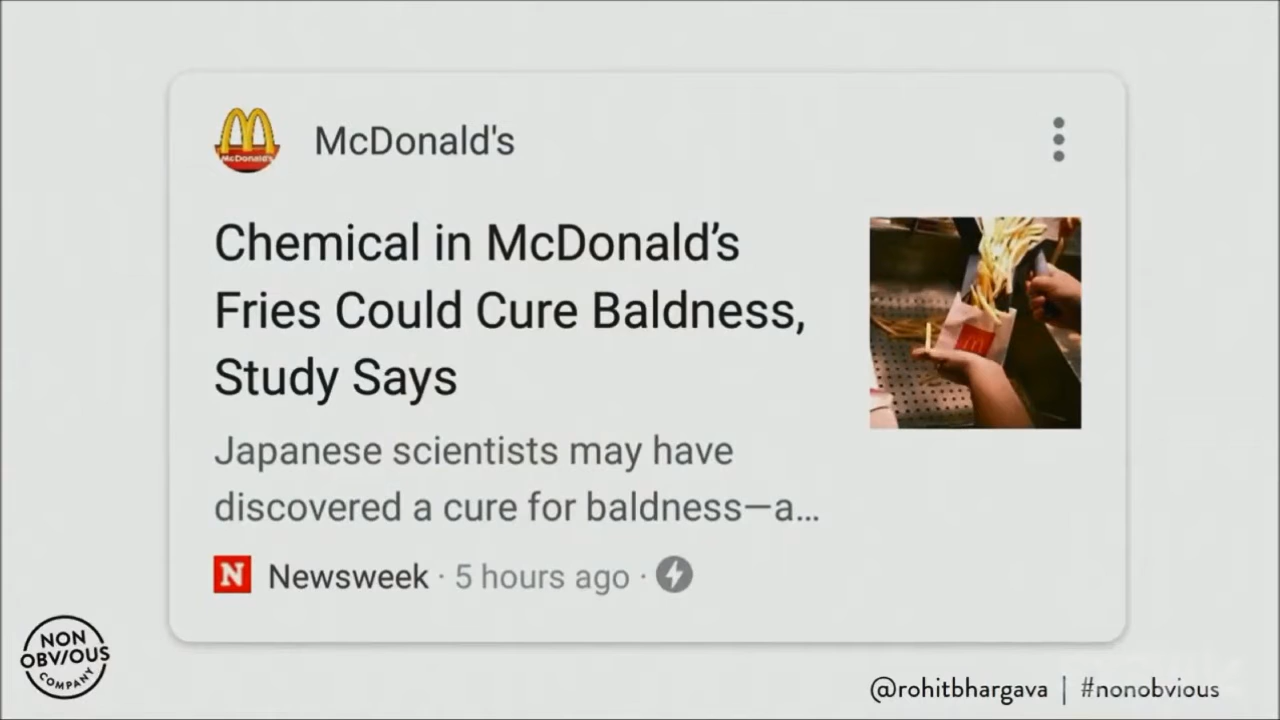 McDonald's
McDonald's
Chemical in McDonald’s
Fries Could Cure Baldness,
Study Says
Japanese scientists may have
discovered a cure for baldness—a...
N Newsweek · 5 hours ago ·
NON
OBV/OUS
COMPANY
@rohitbhargava | #nonobvious